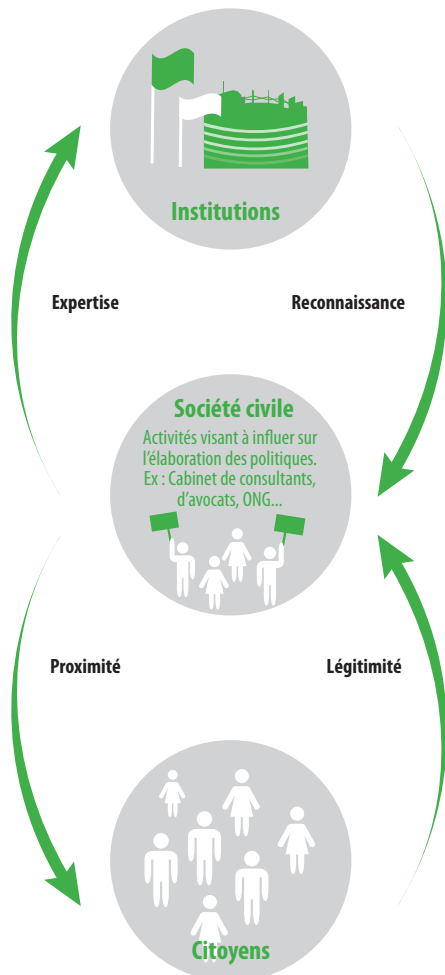 Institutions
Expertise
Reconnaissance
Société civile
Activités visant à influer sur
l'élaboration des politiques.
Ex : Cabinet de consultants,
d'avocats, ONG...
Proximité
Légitimité
Citoyens